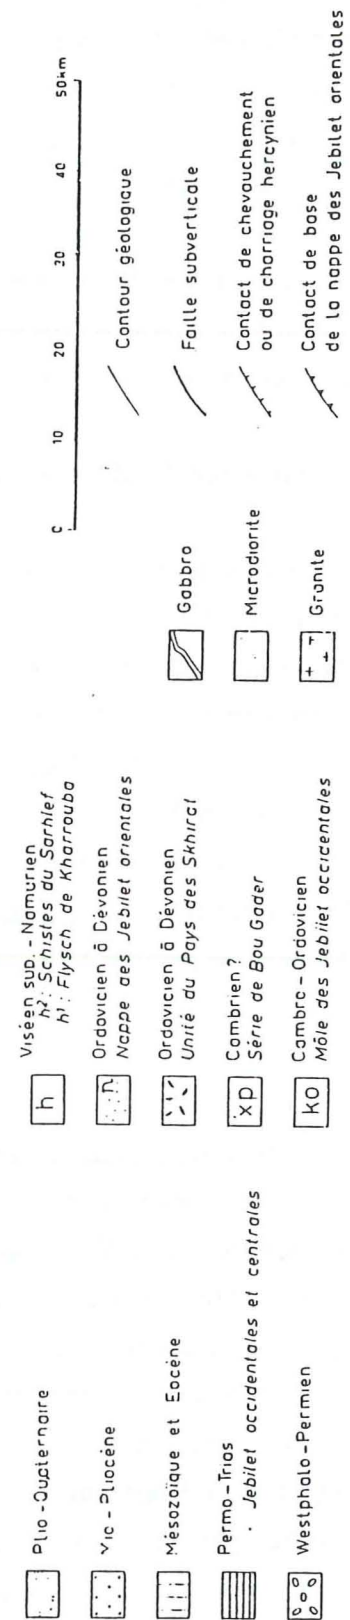 Plio-Quaternaire
Mio-Pliocène
Mésozoïque et Eocène
Permo-Trias
Jebilet occidentales et centrales
Westphalo-Permien
h
Viséen sup.-Namurien
h²: Schistes du Sarhlef
h¹: Flysch de Kharrouba
n
Ordovicien à Dévonien
Nappe des Jebilet orientales
Ordovicien à Dévonien
Unité du Pays des Skhirat
xp
Cambrien?
Série de Bou Gader
ko
Cambro-Ordovicien
Môle des Jebilet occidentales
Gabbro
Microdiorite
Granite
0 10 20 30 40 50km
Contour géologique
Faille subverticale
Contact de chevauchement
ou de charriage hercynien
Contact de base
de la nappe des Jebilet orientales